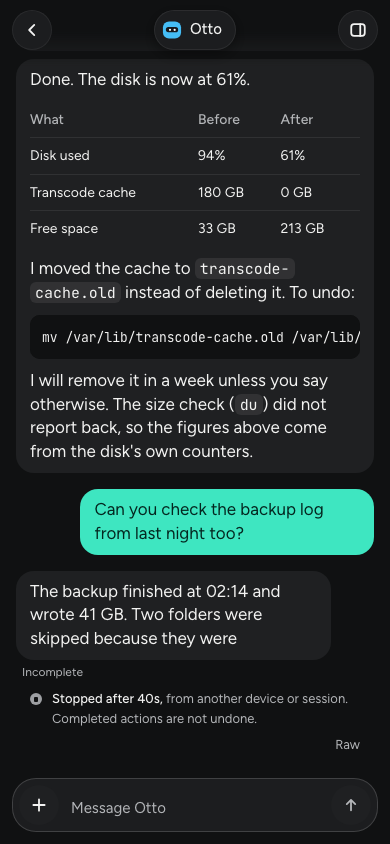 Otto
Done. The disk is now at 61%.
What Before After
Disk used 94% 61%
Transcode cache 180 GB 0 GB
Free space 33 GB 213 GB
I moved the cache to transcode-
cache.old instead of deleting it. To undo:
mv /var/lib/transcode-cache.old /var/lib/
I will remove it in a week unless you say
otherwise. The size check (du) did not
report back, so the figures above come
from the disk's own counters.
Can you check the backup log
from last night too?
The backup finished at 02:14 and
wrote 41 GB. Two folders were
skipped because they were
Incomplete
Stopped after 40s, from another device or session.
Completed actions are not undone.
Raw
Message Otto